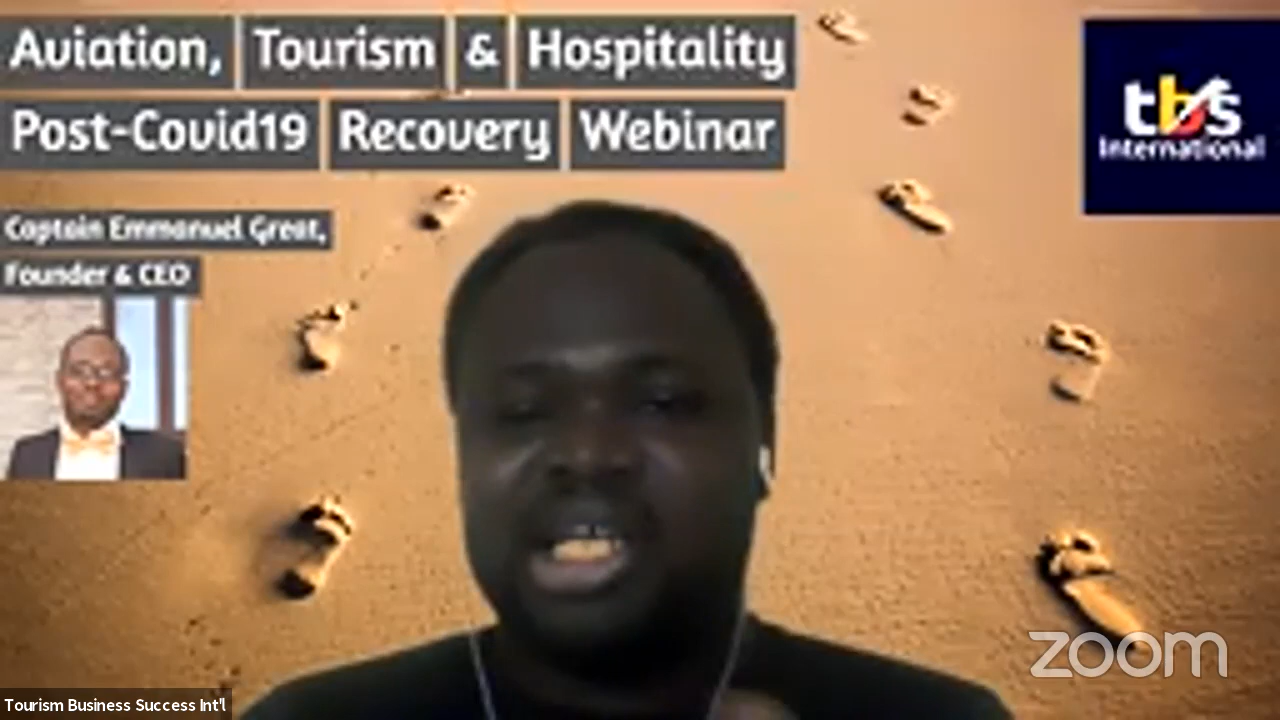 Aviation, Tourism & Hospitality
Post-Covid19 Recovery Webinar
tbs
International
Captain Emmanuel Great,
Founder & CEO
zoom
Tourism Business Success Int'l